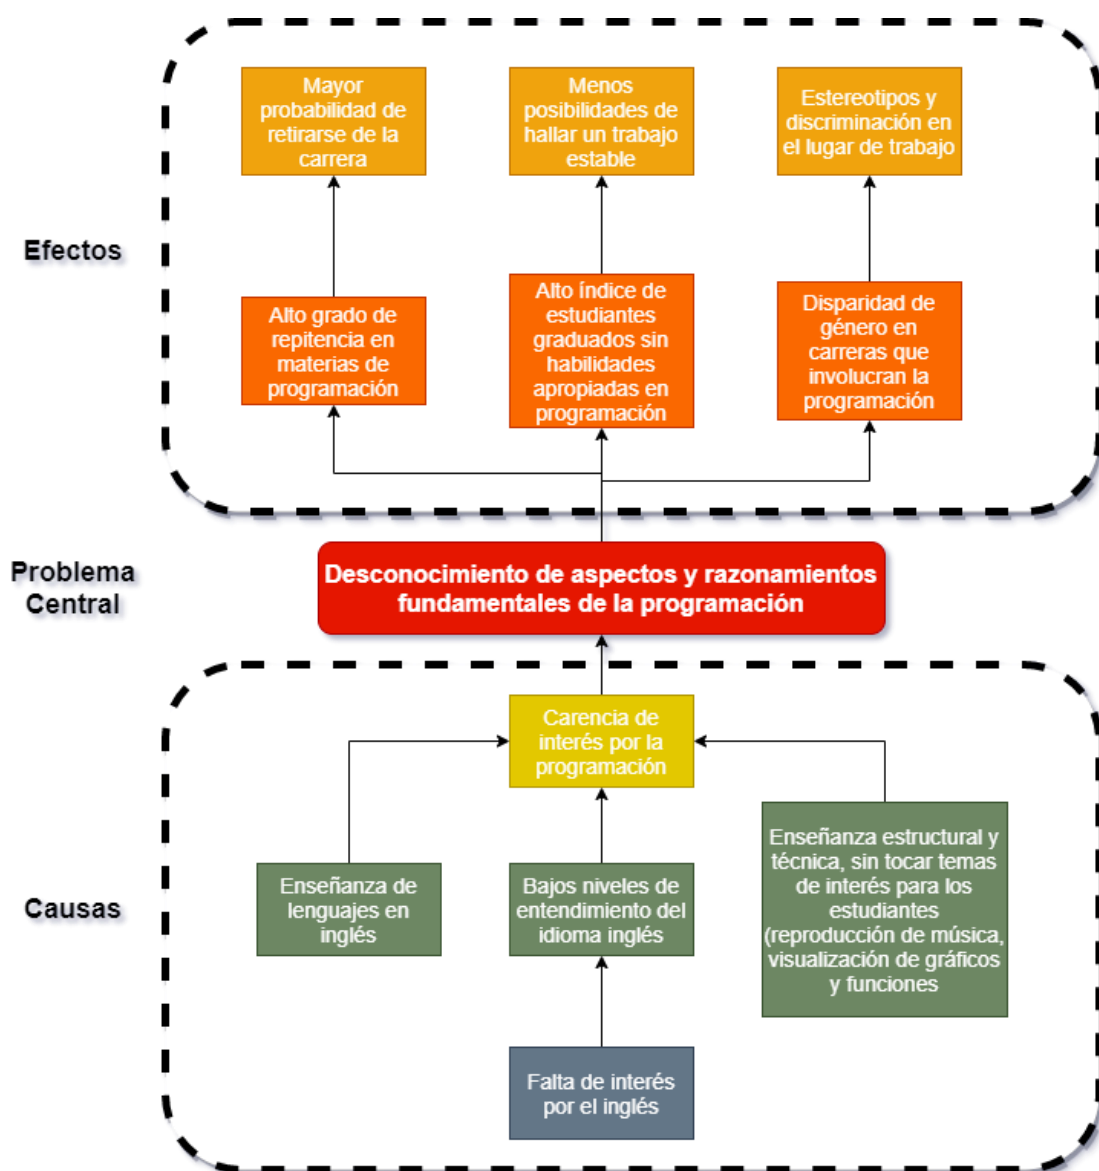 Mayor
probabilidad de
retirarse de la
carrera
Menos
posibilidades de
hallar un trabajo
estable
Estereotipos y
discriminación en
el lugar de trabajo
Efectos
Alto grado de
repitencia en
materias de
programación
Alto índice de
estudiantes
graduados sin
habilidades
apropiadas en
programación
Disparidad de
género en
carreras que
involucran la
programación
Problema
Central
Desconocimiento de aspectos y razonamientos
fundamentales de la programación
Carencia de
interés por la
programación
Causas
Enseñanza de
lenguajes en
inglés
Bajos niveles de
entendimiento del
idioma inglés
Enseñanza estructural y
técnica, sin tocar temas
de interés para los
estudiantes
(reproducción de música,
visualización de gráficos
y funciones
Falta de interés
por el inglés